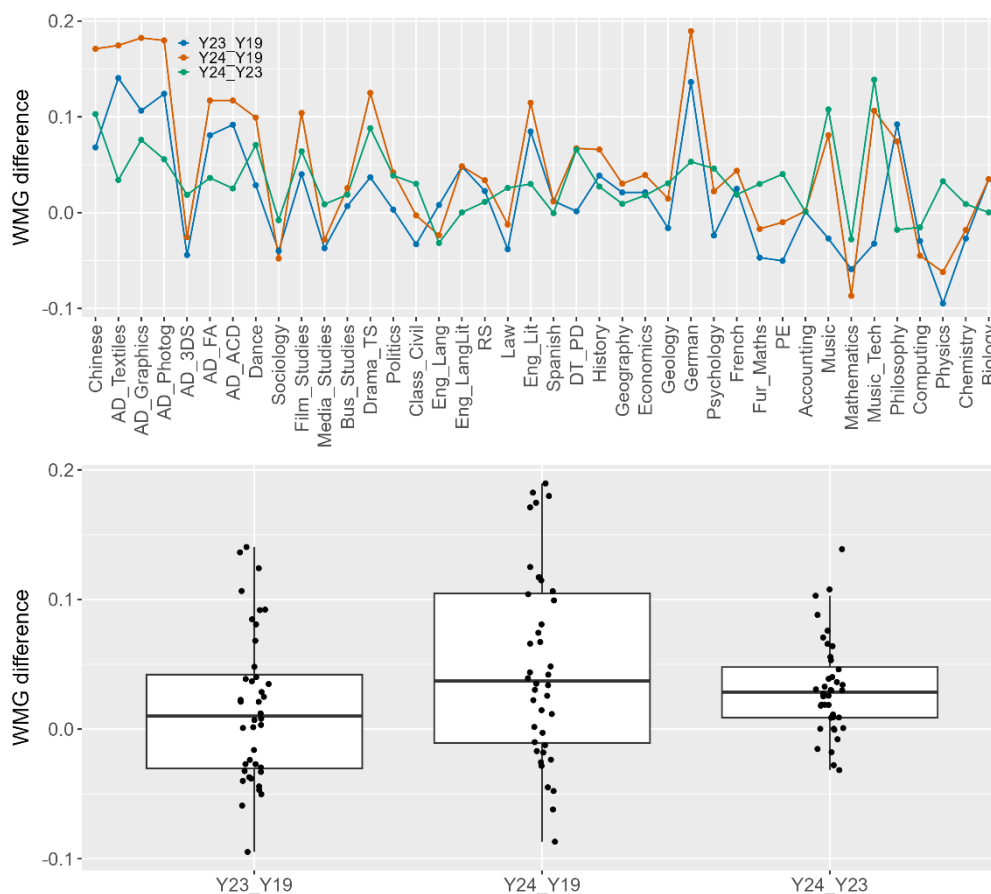 WMG difference
0.2
0.1
0.0
-0.1
Y23_Y19
Y24_Y19
Y24_Y23
Chinese
AD_Textiles
AD_Graphics
AD_Photog
AD_3DS
AD_FA
AD_ACD
Dance
Sociology
Film_Studies
Media_Studies
Bus_Studies
Drama_TS
Politics
Class_Civil
Eng_Lang
Eng_LangLit
RS
Law
Eng_Lit
Spanish
DT_PD
History
Geography
Economics
Geology
German
Psychology
French
Fur_Maths
PE
Accounting
Music
Mathematics
Music_Tech
Philosophy
Computing
Physics
Chemistry
Biology
WMG difference
0.2
0.1
0.0
-0.1
Y23_Y19
Y24_Y19
Y24_Y23